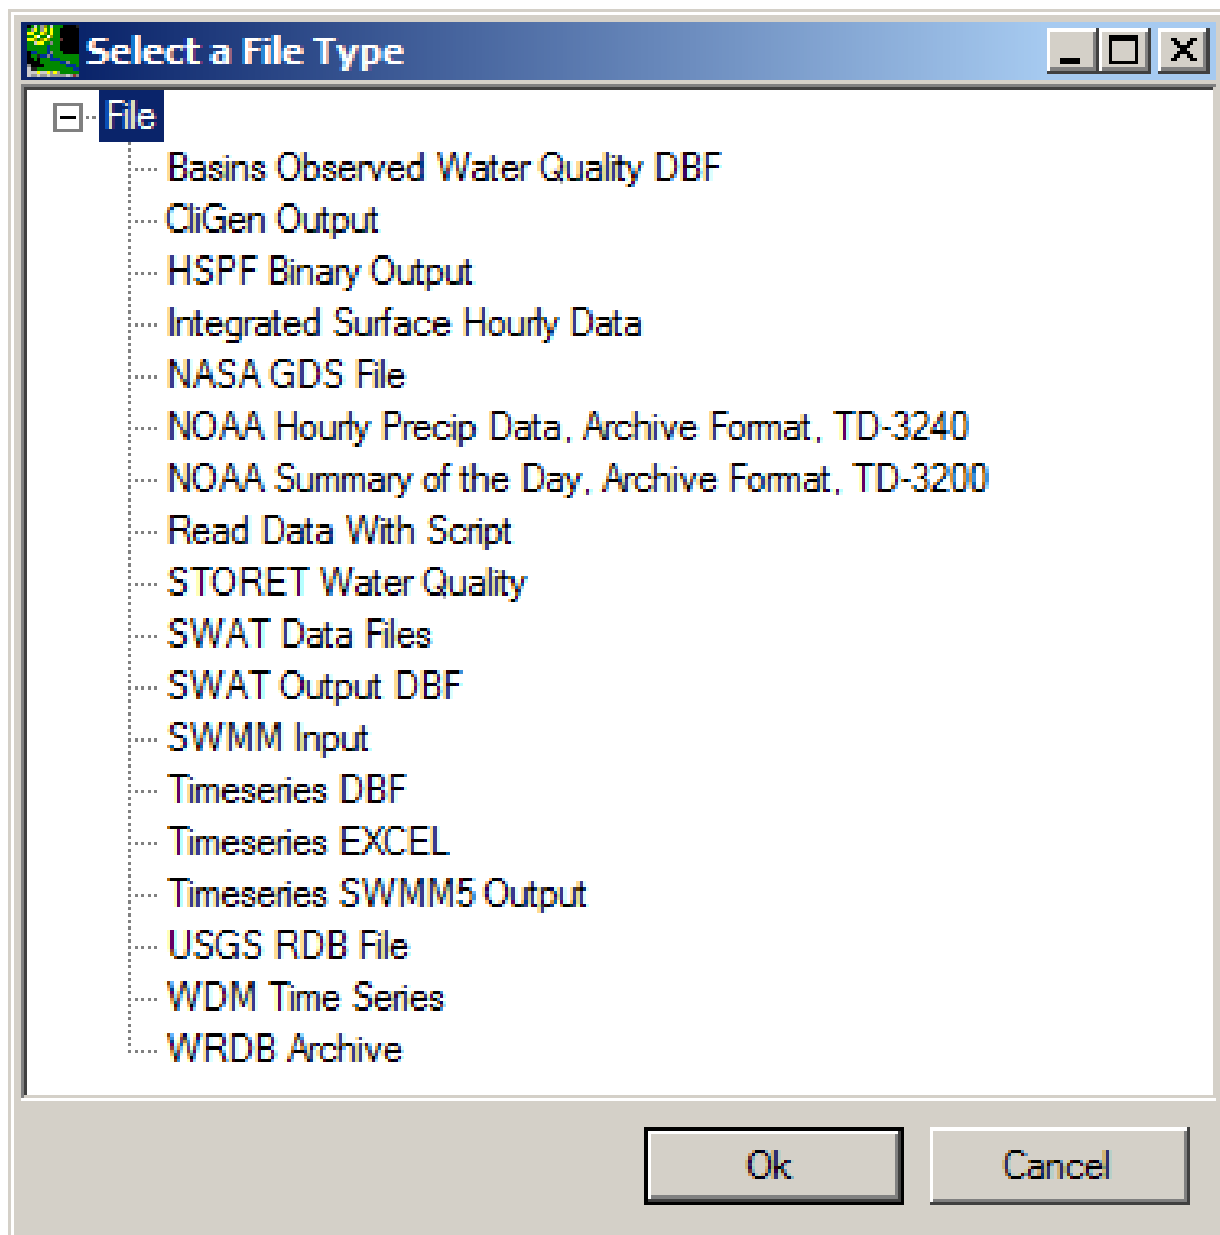 Select a File Type
File
Basins Observed Water Quality DBF
CliGen Output
HSPF Binary Output
Integrated Surface Hourly Data
NASA GDS File
NOAA Hourly Precip Data, Archive Format, TD-3240
NOAA Summary of the Day, Archive Format, TD-3200
Read Data With Script
STORET Water Quality
SWAT Data Files
SWAT Output DBF
SWMM Input
Timeseries DBF
Timeseries EXCEL
Timeseries SWMM5 Output
USGS RDB File
WDM Time Series
WRDB Archive
Ok Cancel